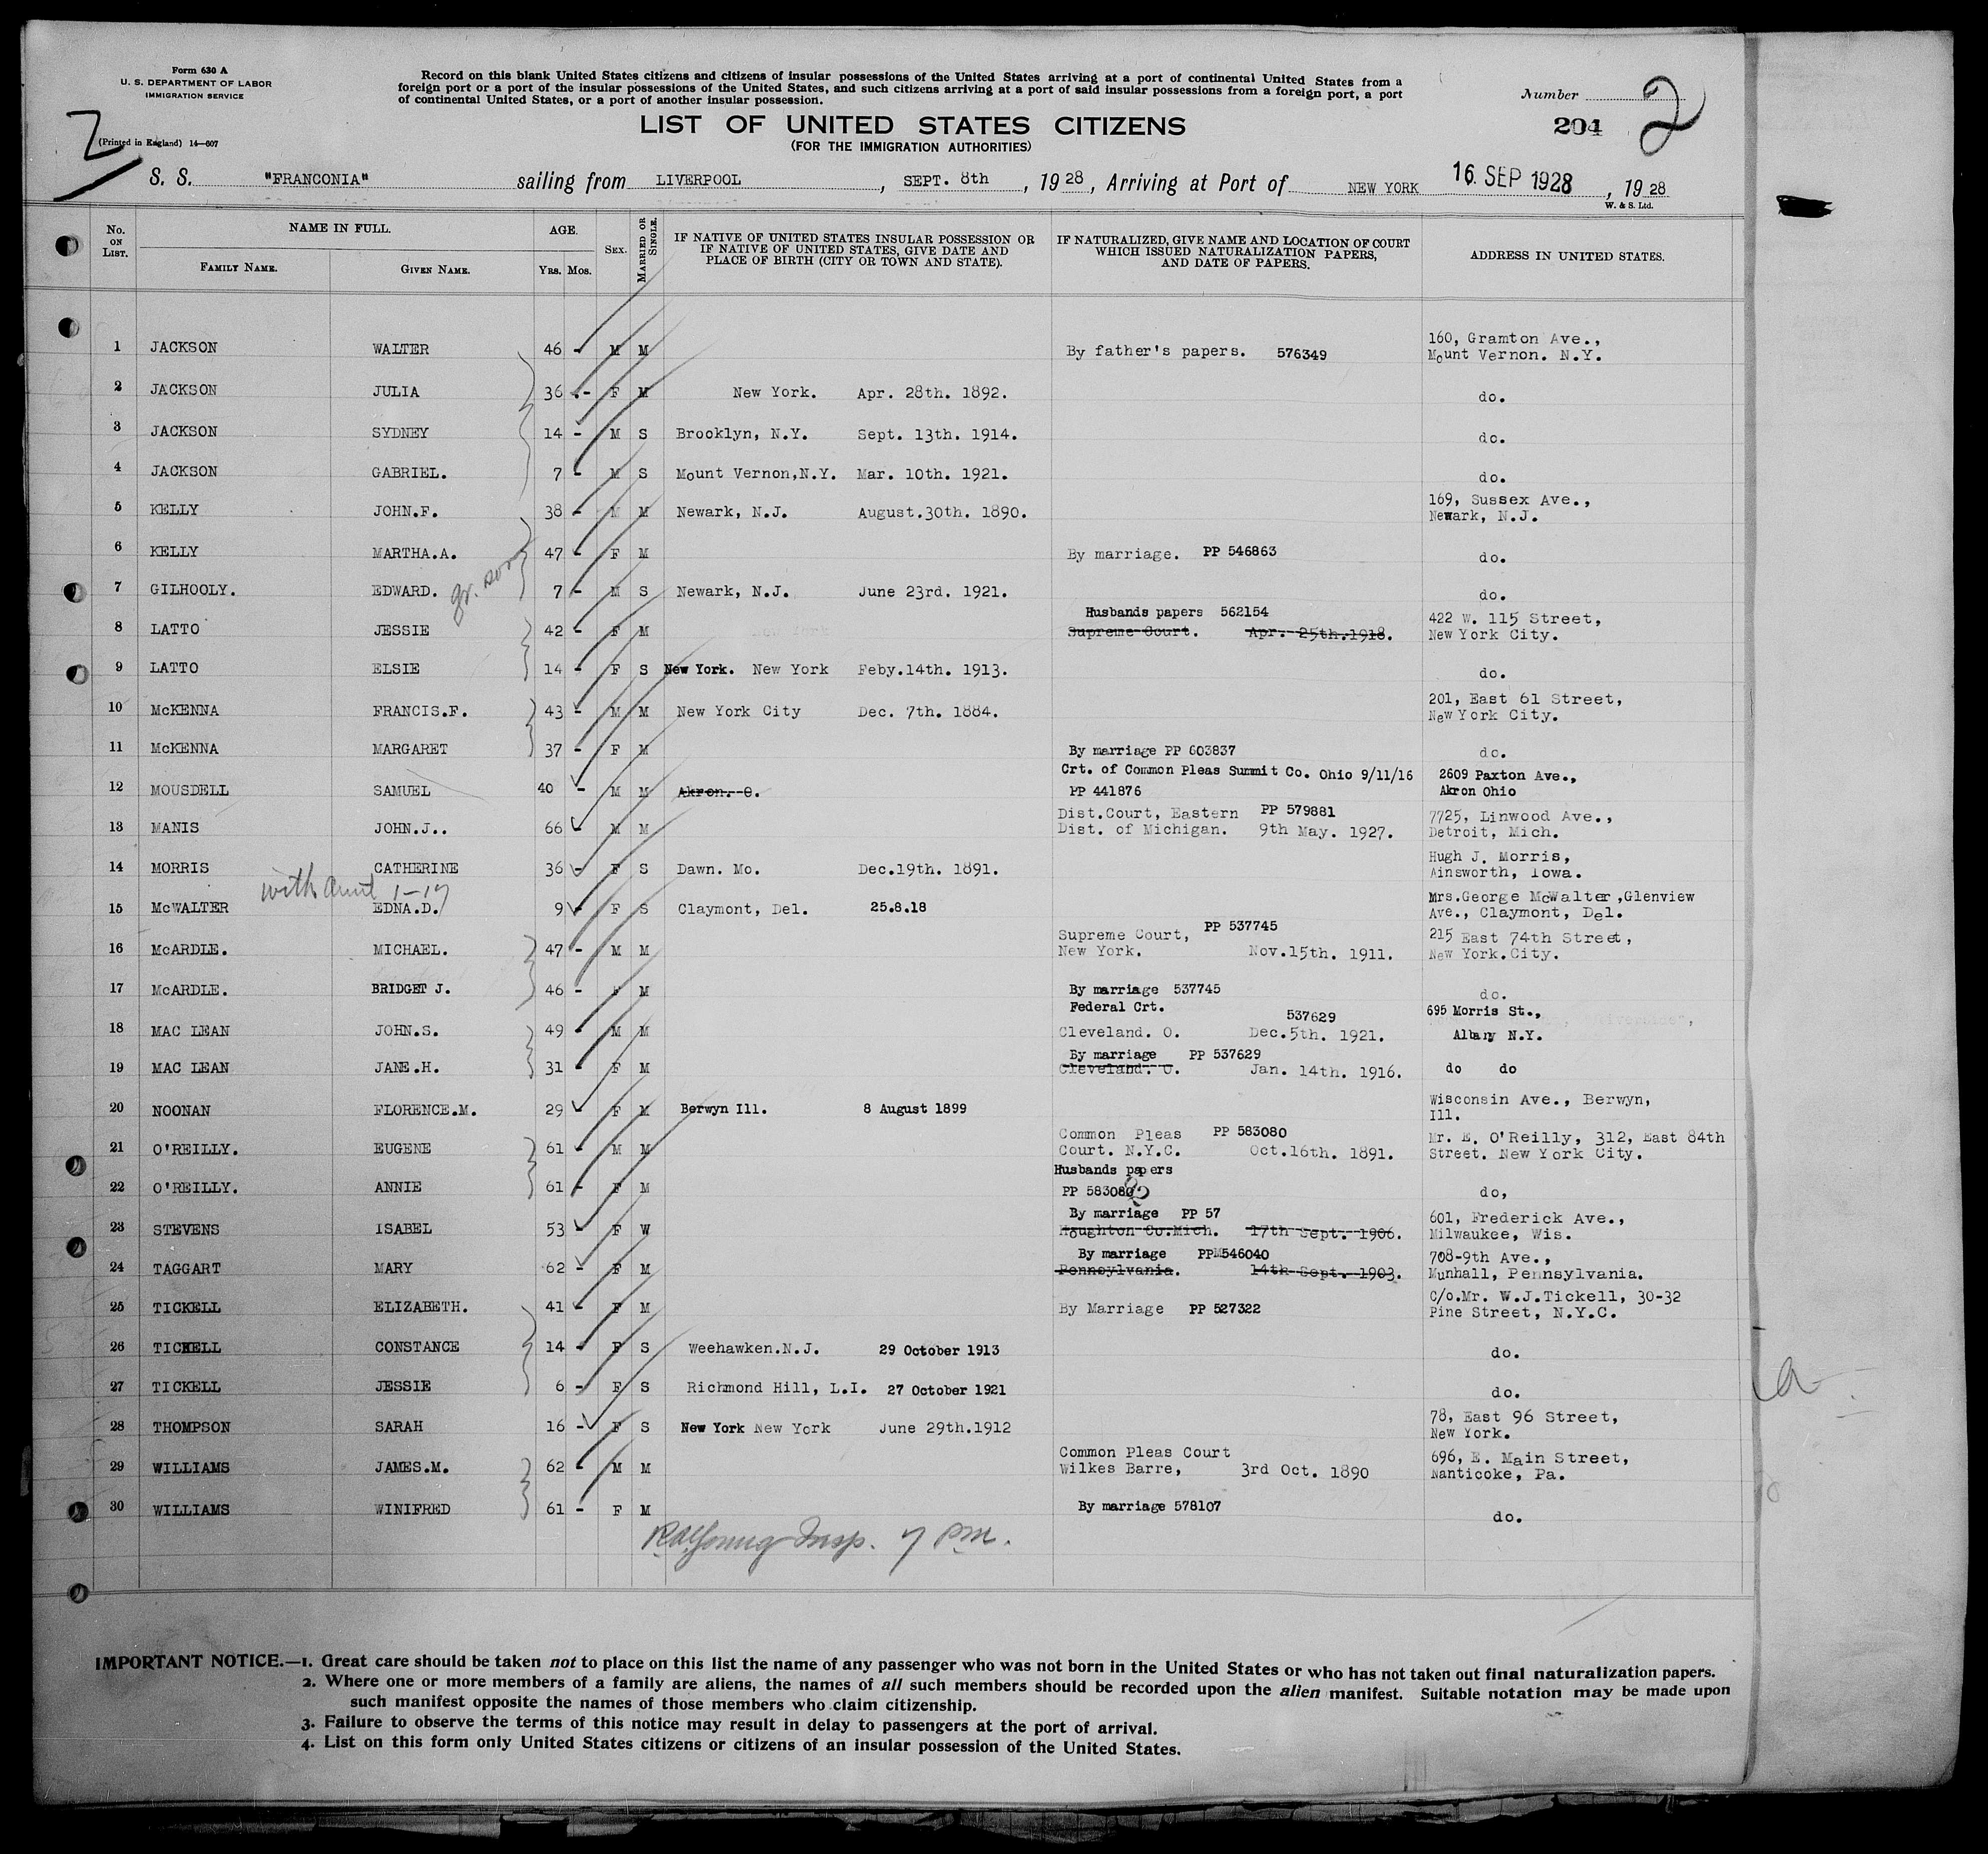 Form 630 A
U. S. DEPARTMENT OF LABOR
IMMIGRATION SERVICE
(Printed in England) 14—607
Record on this blank United States citizens and citizens of insular possessions of the United States arriving at a port of continental United States from a
foreign port or a port of the insular possessions of the United States, and such citizens arriving at a port of said insular possessions from a foreign port, a port
of continental United States, or a port of another insular possession.
Number
204 2
LIST OF UNITED STATES CITIZENS
(FOR THE IMMIGRATION AUTHORITIES)
S. S. "FRANCONIA" sailing from LIVERPOOL, SEPT. 8th, 1928, Arriving at Port of NEW YORK 16 SEP 1928, 1928
W. & S. Ltd.
No. ON LIST. NAME IN FULL. FAMILY NAME. GIVEN NAME. AGE. YRS. MOS. SEX. MARRIED OR SINGLE. IF NATIVE OF UNITED STATES INSULAR POSSESSION OR IF NATIVE OF UNITED STATES, GIVE DATE AND PLACE OF BIRTH (CITY OR TOWN AND STATE). IF NATURALIZED, GIVE NAME AND LOCATION OF COURT WHICH ISSUED NATURALIZATION PAPERS, AND DATE OF PAPERS. ADDRESS IN UNITED STATES.
1 JACKSON WALTER 46 - M M By father's papers. 576349 160, Gramton Ave., Mount Vernon. N.Y.
2 JACKSON JULIA 36 - F M New York. Apr. 28th. 1892. do.
3 JACKSON SYDNEY 14 - M S Brooklyn, N.Y. Sept. 13th. 1914. do.
4 JACKSON GABRIEL. 7 - M S Mount Vernon,N.Y. Mar. 10th. 1921. do.
5 KELLY JOHN.F. 38 - M M Newark, N.J. August.30th. 1890. 169, Sussex Ave., Newark, N.J.
6 KELLY MARTHA.A. 47 - F M By marriage. PP 546863 do.
gr. son
7 GILHOOLY. EDWARD. 7 - M S Newark, N.J. June 23rd. 1921. do.
8 LATTO JESSIE 42 - F M Husbands papers 562154 Supreme Court. Apr. 25th.1918. 422 W. 115 Street, New York City.
9 LATTO ELSIE 14 - F S New York. New York Feby.14th. 1913. do.
10 McKENNA FRANCIS.F. 43 - M M New York City Dec. 7th. 1884. 201, East 61 Street, New York City.
11 McKENNA MARGARET 37 - F M By marriage PP 603837 do.
12 MOUSDELL SAMUEL 40 - M M Akron. O. Crt. of Common Pleas Summit Co. Ohio 9/11/16 PP 441876 2609 Paxton Ave., Akron Ohio
13 MANIS JOHN.J.. 66 - M M Dist.Court, Eastern PP 579881 Dist. of Michigan. 9th May. 1927. 7725, Linwood Ave., Detroit, Mich.
14 MORRIS CATHERINE 36 - F S Dawn. Mo. Dec.19th. 1891. Hugh J. Morris, Ainsworth, Iowa.
with Aunt 1-17
15 McWALTER EDNA.D. 9 - F S Claymont, Del. 25.8.18 Mrs.George McWalter,Glenview Ave., Claymont, Del.
16 McARDLE. MICHAEL. 47 - M M Supreme Court, PP 537745 New York. Nov.15th. 1911. 215 East 74th Street, New York.City.
17 McARDLE. BRIDGET J. 46 - F M By marriage 537745 do.
18 MAC LEAN JOHN.S. 49 - M M Federal Crt. 537629 Cleveland. O. Dec.5th. 1921. 695 Morris St., Albany N.Y.
19 MAC LEAN JANE.H. 31 - F M By marriage PP 537629 Cleveland. O. Jan. 14th. 1916. do do
20 NOONAN FLORENCE.M. 29 - F M Berwyn Ill. 8 August 1899 Wisconsin Ave., Berwyn, Ill.
21 O'REILLY. EUGENE 61 - M M Common Pleas PP 583080 Court. N.Y.C. Oct.16th. 1891. Mr. E. O'Reilly, 312, East 84th Street. New York City.
22 O'REILLY. ANNIE 61 - F M Husbands papers PP 583080 do,
23 STEVENS ISABEL 53 - F W By marriage PP 57 Houghton Co.Mich. 17th Sept. 1906. 601, Frederick Ave., Milwaukee, Wis.
24 TAGGART MARY 62 - F M By marriage PPM546040 Pennsylvania. 14th Sept. 1903. 708-9th Ave., Munhall, Pennsylvania.
25 TICKELL ELIZABETH. 41 - F M By Marriage PP 527322 C/o.Mr. W.J.Tickell, 30-32 Pine Street, N.Y.C.
26 TICKELL CONSTANCE 14 - F S Weehawken.N.J. 29 October 1913 do.
27 TICKELL JESSIE 6 - F S Richmond Hill, L.I. 27 October 1921 do.
28 THOMPSON SARAH 16 - F S New York New York June 29th.1912 78, East 96 Street, New York.
29 WILLIAMS JAMES.M. 62 - M M Common Pleas Court Wilkes Barre, 3rd Oct. 1890 696, E. Main Street, Nanticoke, Pa.
30 WILLIAMS WINIFRED 61 - F M By marriage 578107 do.
Young Insp. 7 PM.
IMPORTANT NOTICE.—1. Great care should be taken not to place on this list the name of any passenger who was not born in the United States or who has not taken out final naturalization papers.
2. Where one or more members of a family are aliens, the names of all such members should be recorded upon the alien manifest. Suitable notation may be made upon
such manifest opposite the names of those members who claim citizenship.
3. Failure to observe the terms of this notice may result in delay to passengers at the port of arrival.
4. List on this form only United States citizens or citizens of an insular possession of the United States.